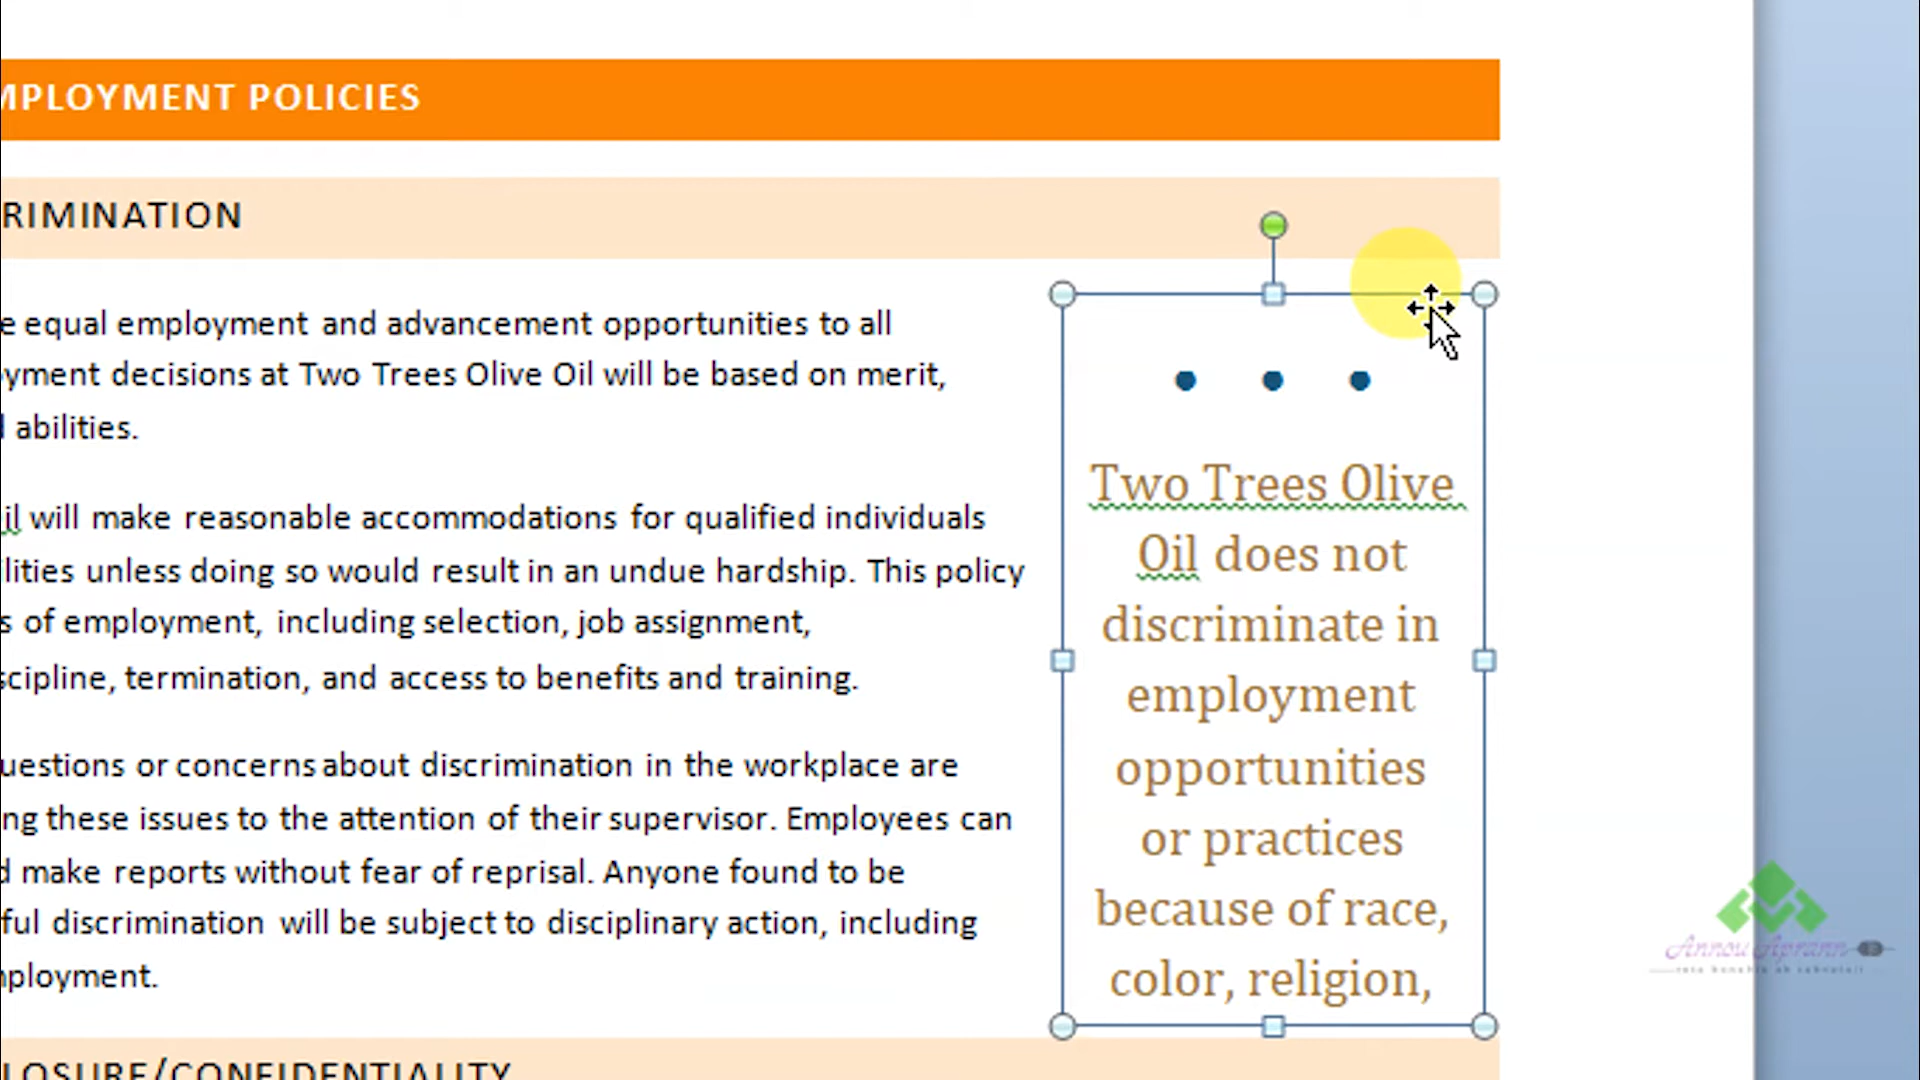 MPLOYMENT POLICIES
RIMINATION
e equal employment and advancement opportunities to all
yment decisions at Two Trees Olive Oil will be based on merit,
d abilities.
il will make reasonable accommodations for qualified individuals
ilities unless doing so would result in an undue hardship. This policy
s of employment, including selection, job assignment,
scipline, termination, and access to benefits and training.
uestions or concerns about discrimination in the workplace are
ng these issues to the attention of their supervisor. Employees can
d make reports without fear of reprisal. Anyone found to be
ful discrimination will be subject to disciplinary action, including
mployment.
Two Trees Olive
Oil does not
discriminate in
employment
opportunities
or practices
because of race,
color, religion,
LOSURE/CONFIDENTIALITY
Annou Aprann